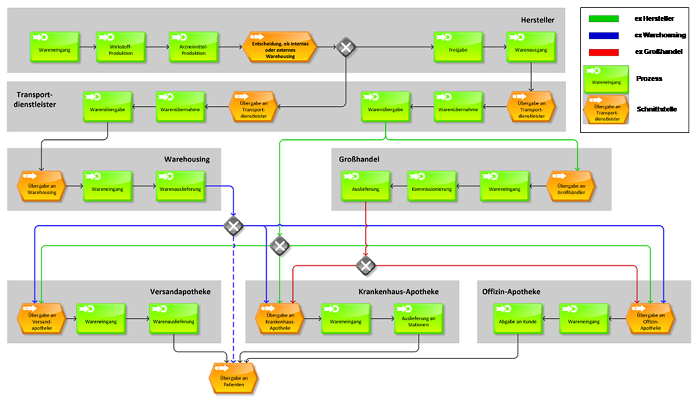 Hersteller
Wareneingang
Wirkstoff-
Produktion
Arzneimittel-
Produktion
Entscheidung, ob internes
oder externes
Warehousing
Freigabe
Warenausgang
ex Hersteller
ex Warehousing
ex Großhandel
Wareneingang
Prozess
Übergabe an
Transport-
dienstleister
Schnittstelle
Transport-
dienstleister
Warenübergabe
Warenübernahme
Übergabe an
Transport-
dienstleister
Warenübergabe
Warenübernahme
Übergabe an
Transport-
dienstleister
Warehousing
Übergabe an
Warehousing
Wareneingang
Warenauslieferung
Großhandel
Auslieferung
Kommissionierung
Wareneingang
Übergabe an
Großhändler
Versandapotheke
Übergabe an
Versand-
apotheke
Wareneingang
Warenauslieferung
Krankenhaus-Apotheke
Übergabe an
Krankenhaus-
Apotheke
Wareneingang
Auslieferung an
Stationen
Offizin-Apotheke
Abgabe an Kunde
Wareneingang
Übergabe an
Offizin-
Apotheke
Übergabe an
Patienten